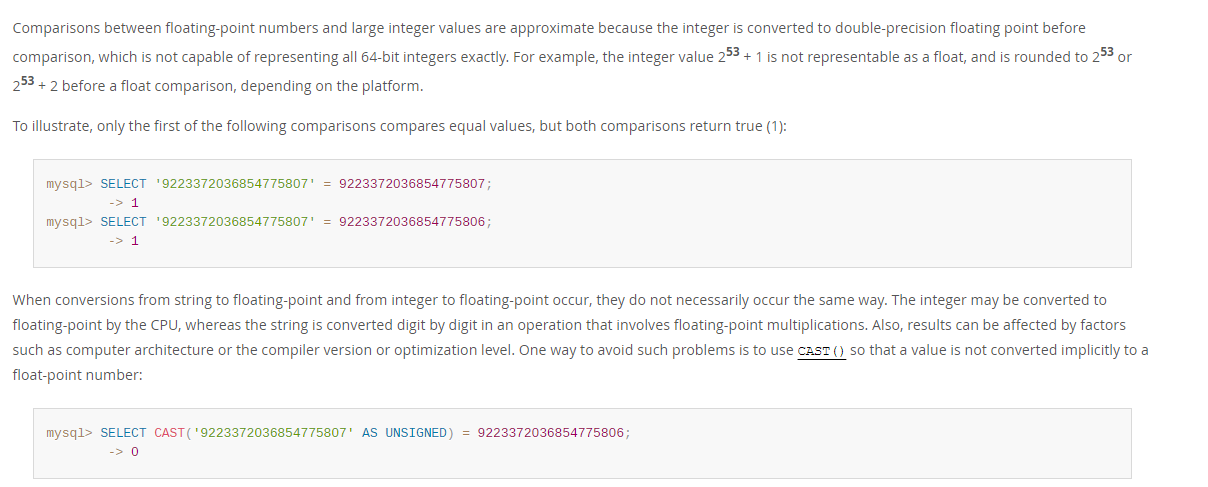 Comparisons between floating-point numbers and large integer values are approximate because the integer is converted to double-precision floating point before
comparison, which is not capable of representing all 64-bit integers exactly. For example, the integer value 2⁵³ + 1 is not representable as a float, and is rounded to 2⁵³ or
2⁵³ + 2 before a float comparison, depending on the platform.
To illustrate, only the first of the following comparisons compares equal values, but both comparisons return true (1):
mysql> SELECT '9223372036854775807' = 9223372036854775807;
        -> 1
mysql> SELECT '9223372036854775807' = 9223372036854775806;
        -> 1
When conversions from string to floating-point and from integer to floating-point occur, they do not necessarily occur the same way. The integer may be converted to
floating-point by the CPU, whereas the string is converted digit by digit in an operation that involves floating-point multiplications. Also, results can be affected by factors
such as computer architecture or the compiler version or optimization level. One way to avoid such problems is to use CAST() so that a value is not converted implicitly to a
float-point number:
mysql> SELECT CAST('9223372036854775807' AS UNSIGNED) = 9223372036854775806;
        -> 0